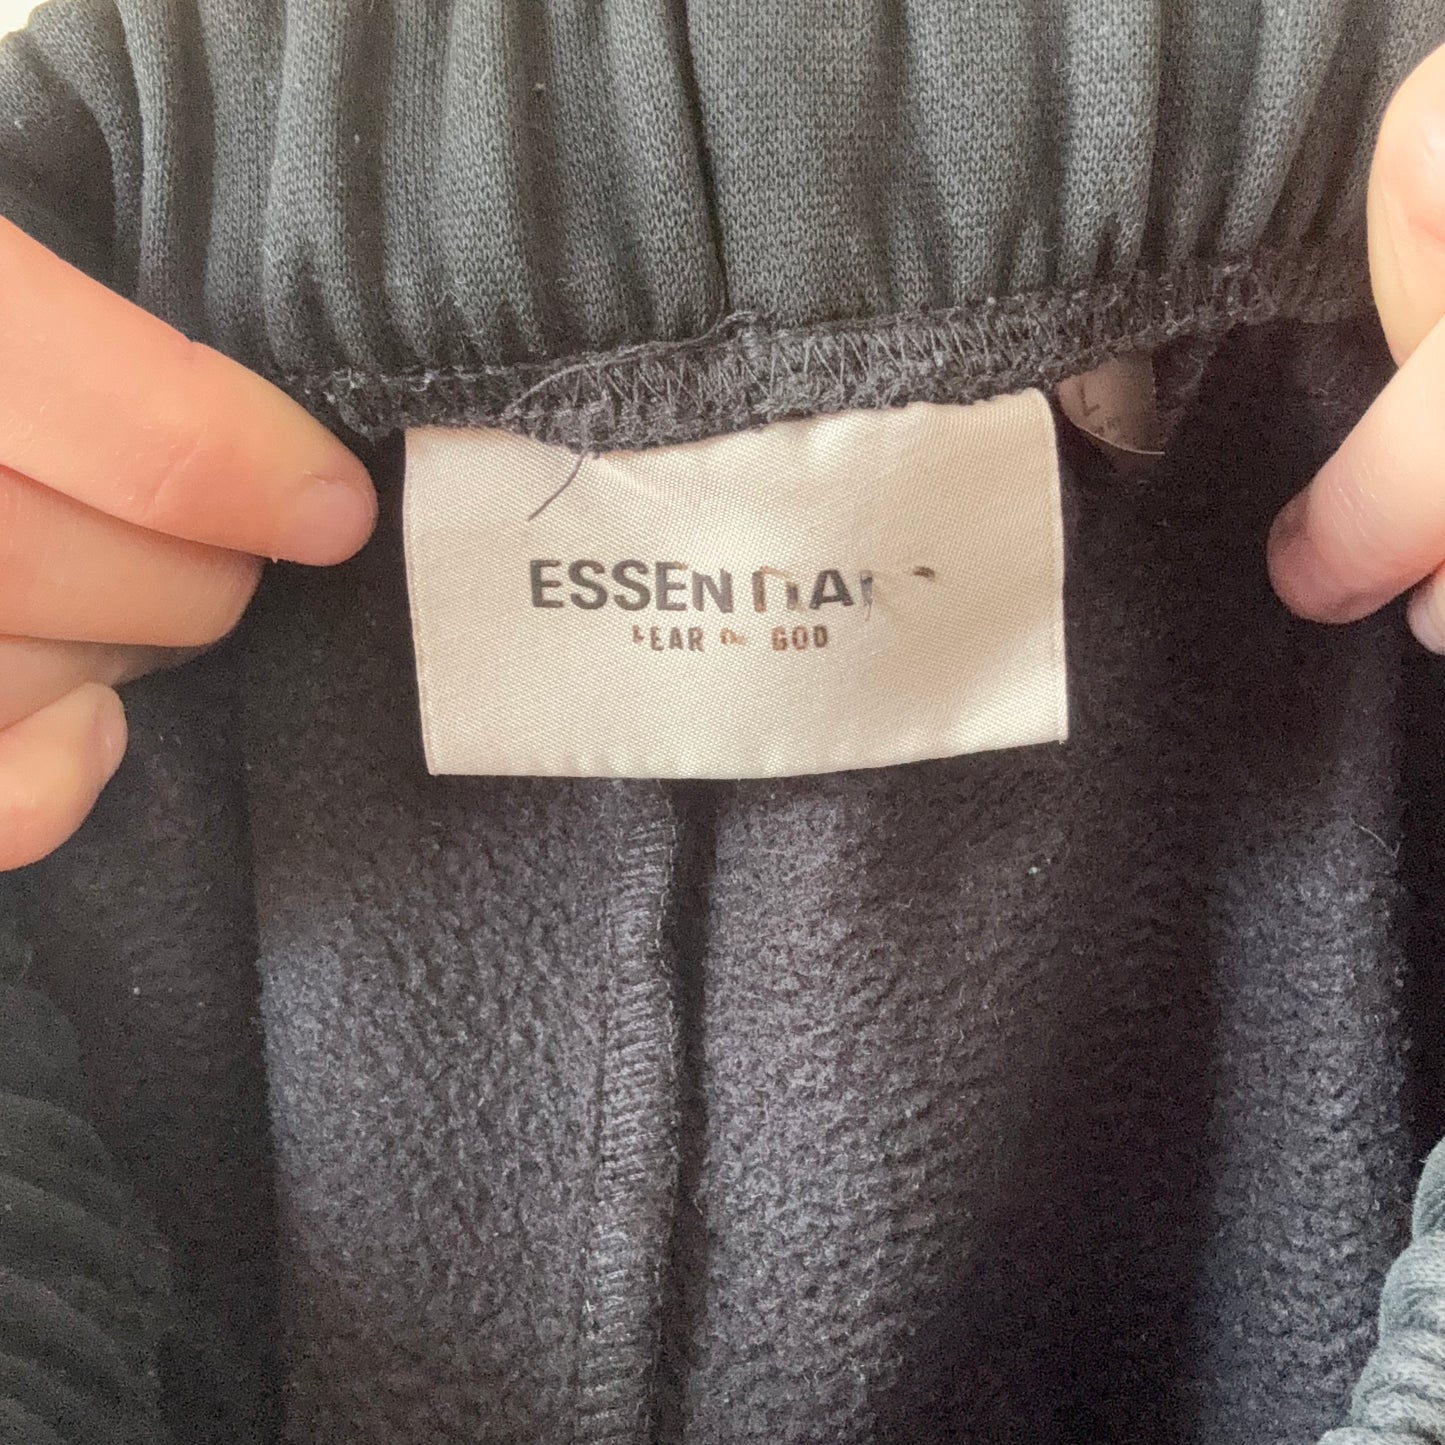 ESSENTIALS
FEAR OF GOD
L